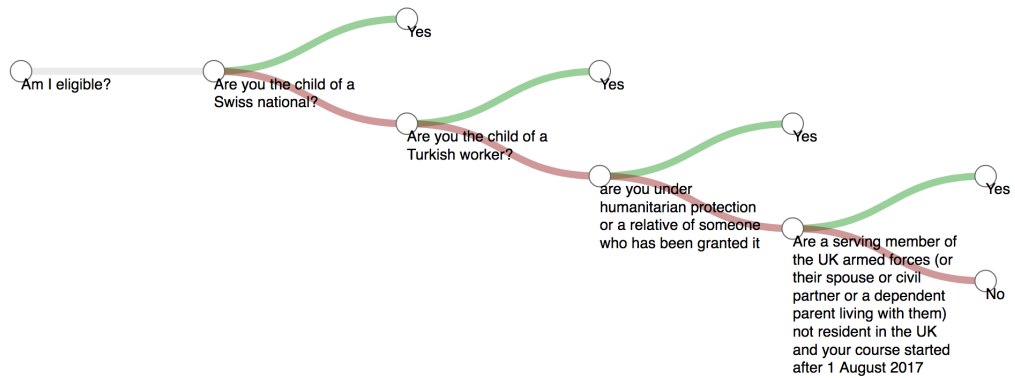 Yes
Am I eligible?
Are you the child of a
Swiss national?
Yes
Are you the child of a
Turkish worker?
Yes
are you under
humanitarian protection
or a relative of someone
who has been granted it
Yes
Are a serving member of
the UK armed forces (or
their spouse or civil
partner or a dependent
parent living with them)
not resident in the UK
and your course started
after 1 August 2017
No